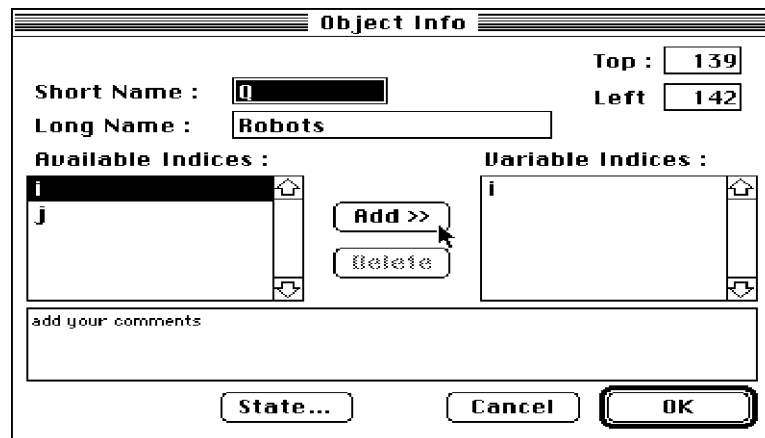 Object Info
Top : 139
Short Name : Q
Left 142
Long Name : Robots
Available Indices :
Variable Indices :
i
i
j
Add >>
Delete
add your comments
State...
Cancel
OK